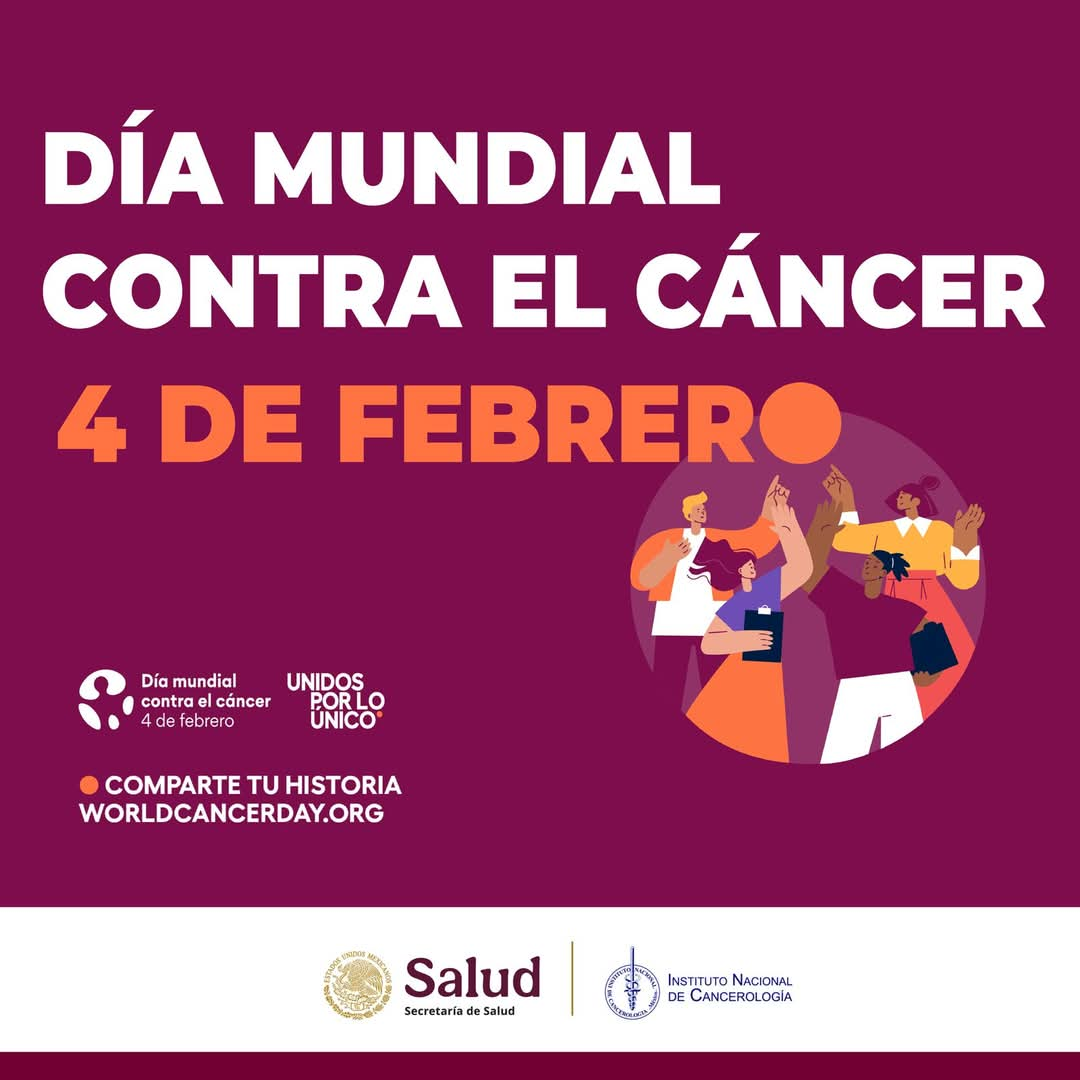 DÍA MUNDIAL
CONTRA EL CÁNCER
4 DE FEBRERO
Día mundial
contra el cáncer
4 de febrero
UNIDOS
POR LO
ÚNICO
COMPARTE TU HISTORIA
WORLDCANCERDAY.ORG
ESTADOS UNIDOS MEXICANOS
Salud
Secretaría de Salud
INSTITUTO NACIONAL
DE CANCEROLOGIA
México
INSTITUTO NACIONAL
DE CANCEROLOGÍA